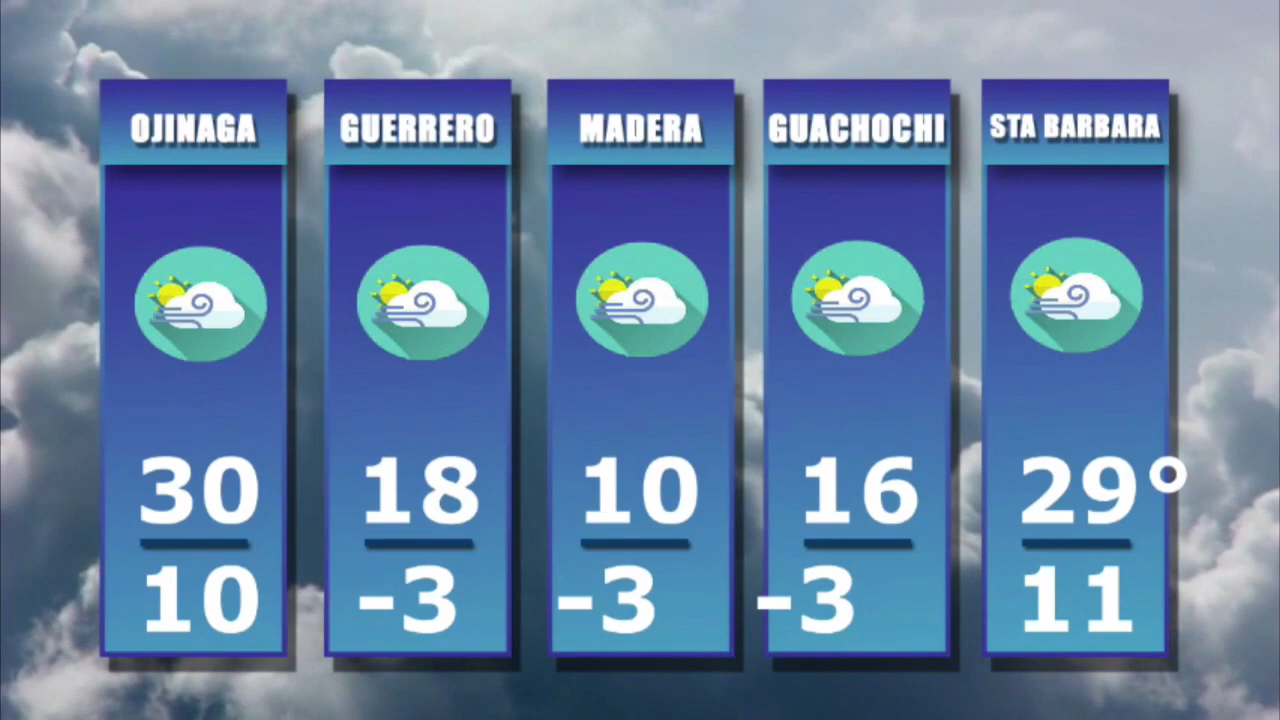 OJINAGA
30
10
GUERRERO
18
-3
MADERA
10
-3
GUACHOCHI
16
-3
STA BARBARA
29°
11